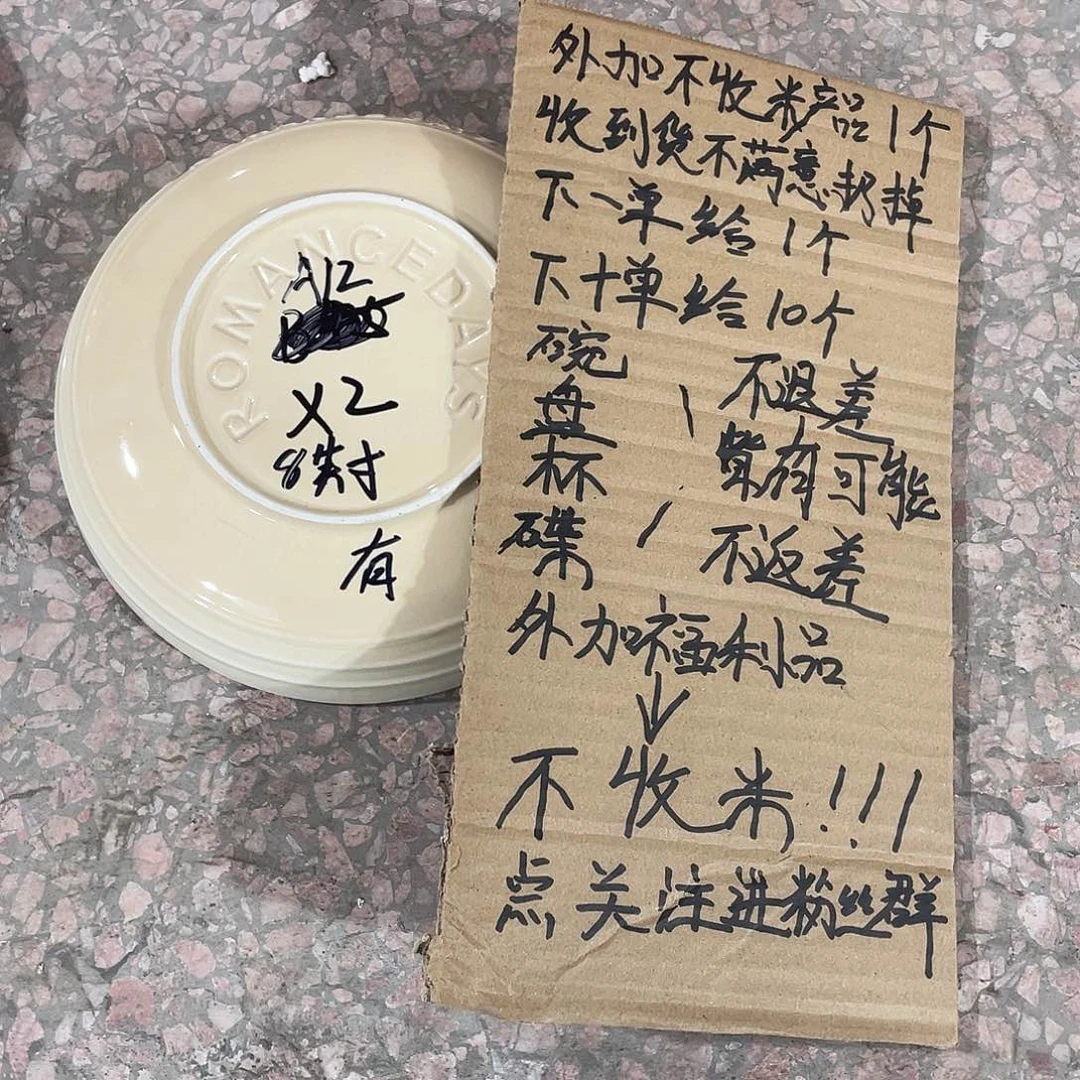 ROMANCEDAYS
A12
X2
8寸
有
外加不收米产品1个
收到货不满意扔掉
下一单给1个
下十单给10个
碗
盘
杯
碟
不退差
都有可能
不返差
外加福利品
↓
不收米!!!
点关注进粉丝群